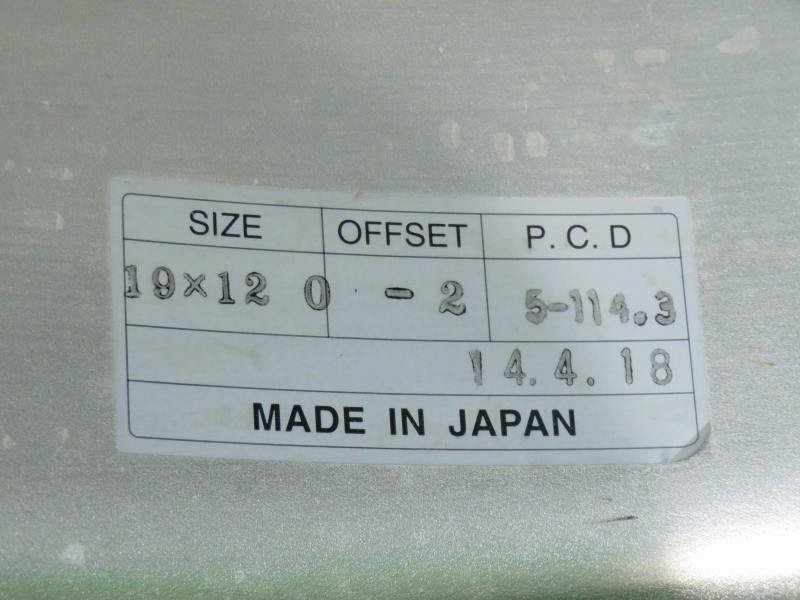 SIZE OFFSET P.C.D
19×12 0 -2 5-114.3
14.4.18
MADE IN JAPAN